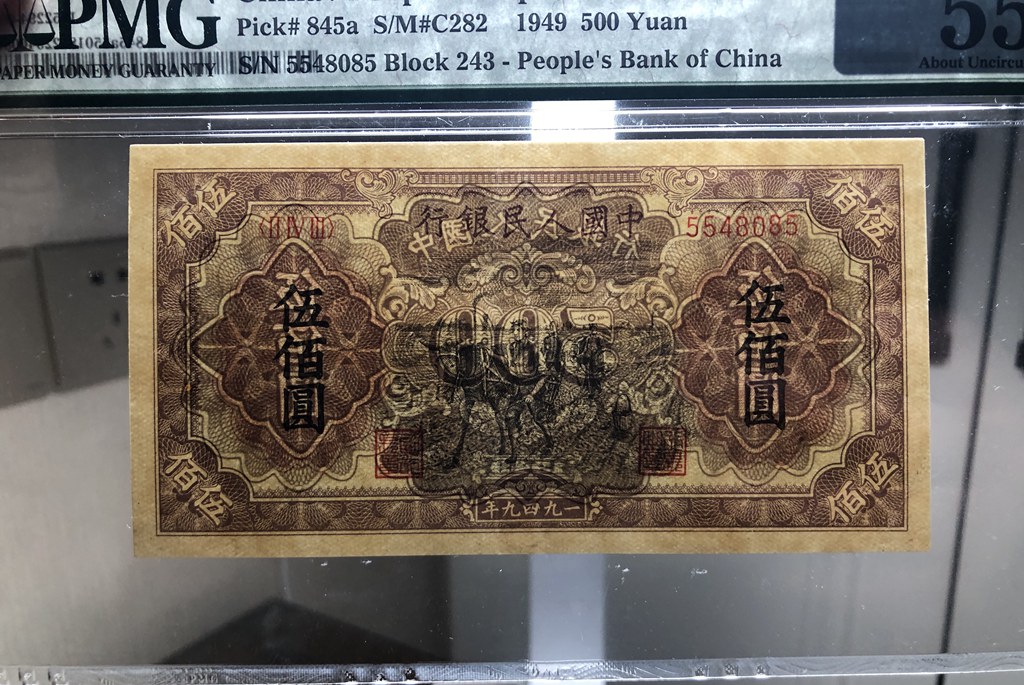 PMG
Pick# 845a S/M#C282 1949 500 Yuan
55
PAPER MONEY GUARANTY
S/N 5548085 Block 243 - People's Bank of China
About Uncircu
伍佰
伍佰
行銀民人國中
〈II IV III〉
5548085
伍佰圓
伍佰圓
年九四九一
佰伍
佰伍